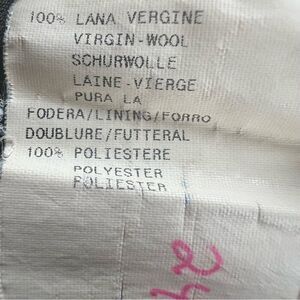 100% LANA VERGINE
VIRGIN-WOOL
SCHURWOLLE
LAINE-VIERGE
PURA LA
FODERA/LINING/FORRO
DOUBLURE/FUTTERAL
100% POLIESTERE
POLYESTER
POLIESTER